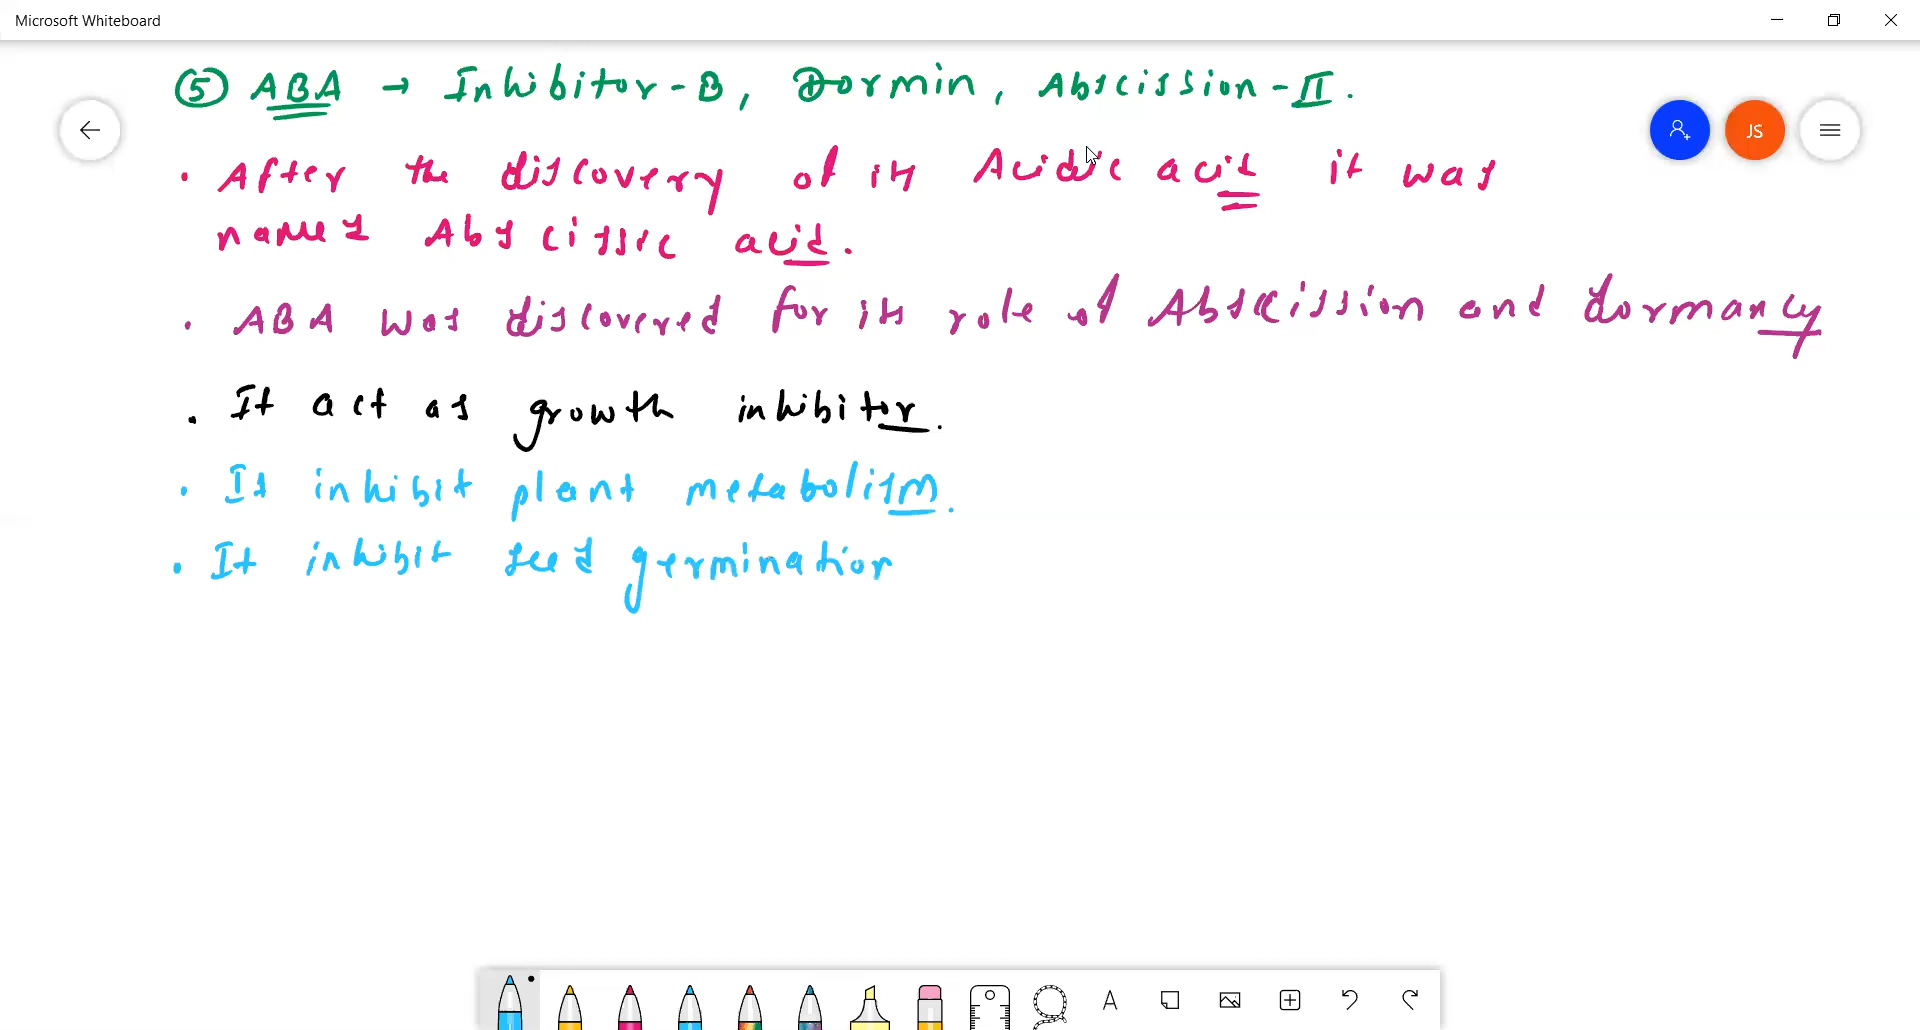 Microsoft Whiteboard
⑤ ABA → Inhibitor-B, Dormin, Abscission-II.
JS
• After the discovery of its Acidic acid it was
named Abscissic acid.
• ABA was discovered for its role of Abscission and dormancy
• It act as growth inhibitor.
• It inhibit plant metabolism.
• It inhibit seed germination
A